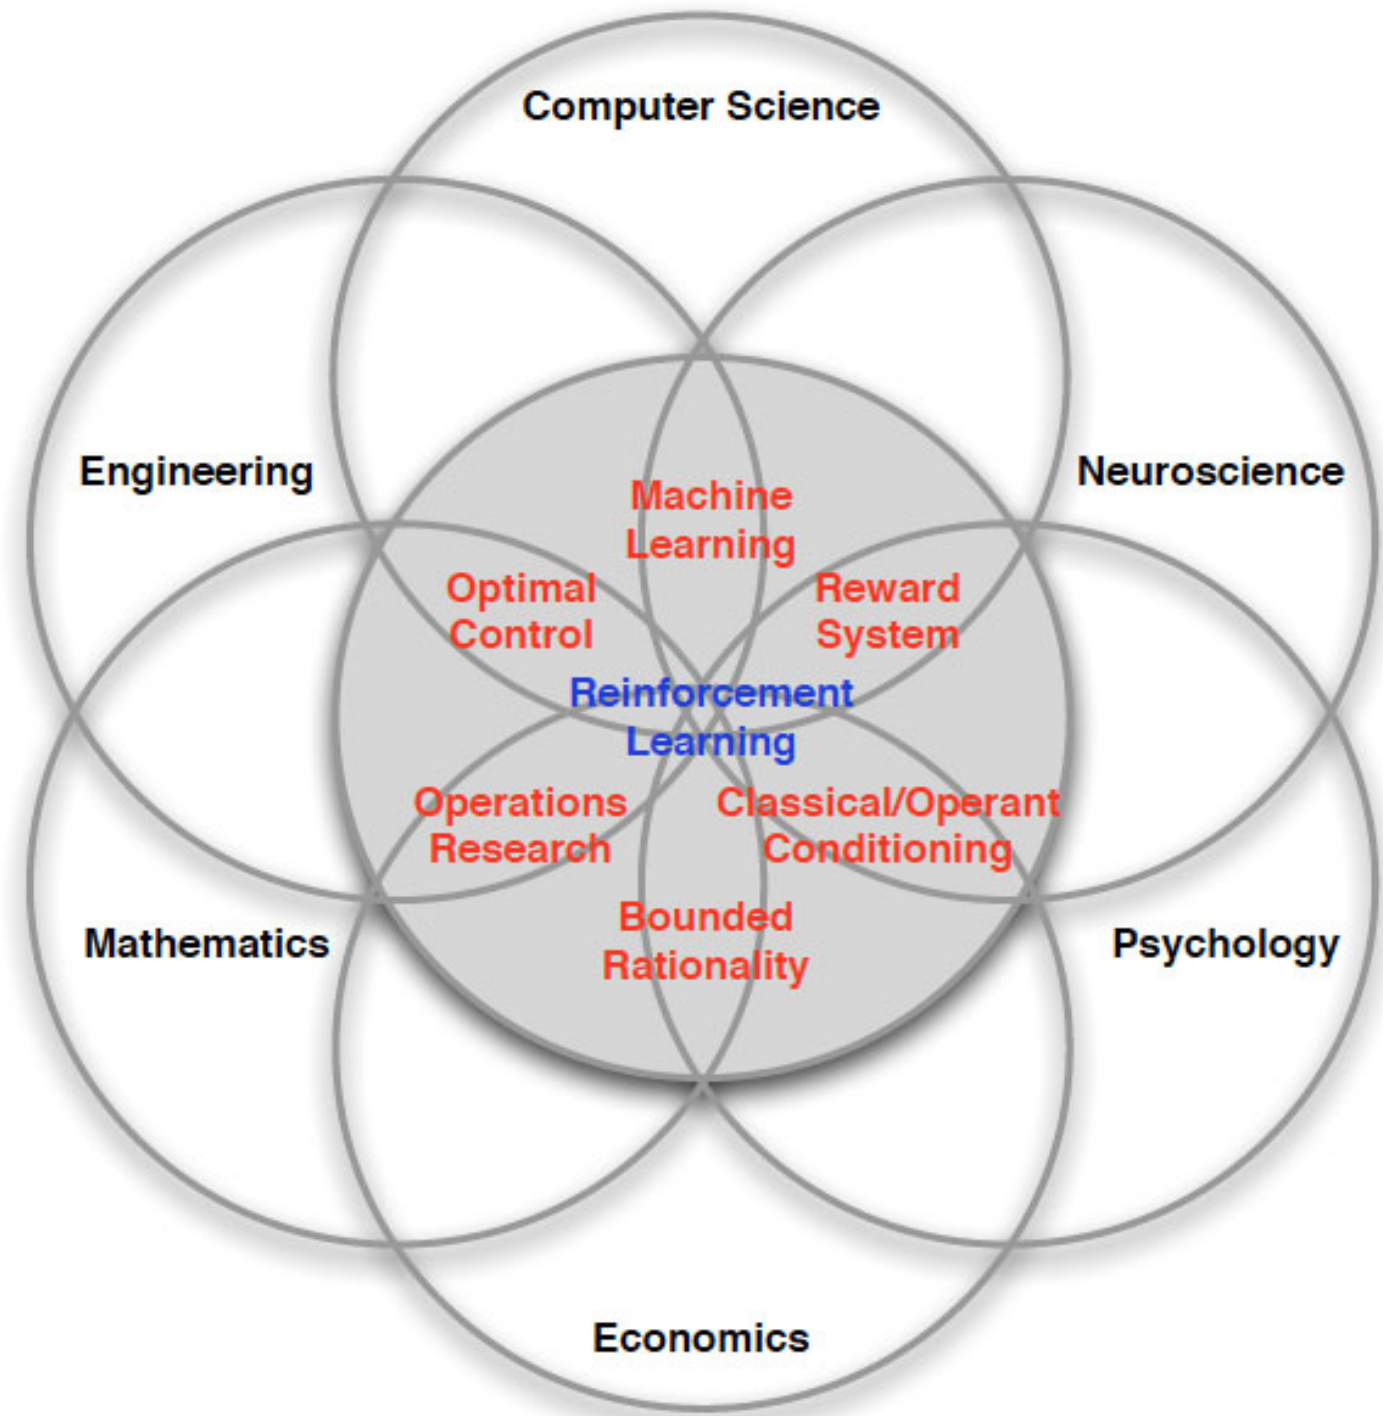 Computer Science
Engineering
Neuroscience
Machine
Learning
Optimal
Control
Reward
System
Reinforcement
Learning
Operations
Research
Classical/Operant
Conditioning
Bounded
Rationality
Mathematics
Psychology
Economics